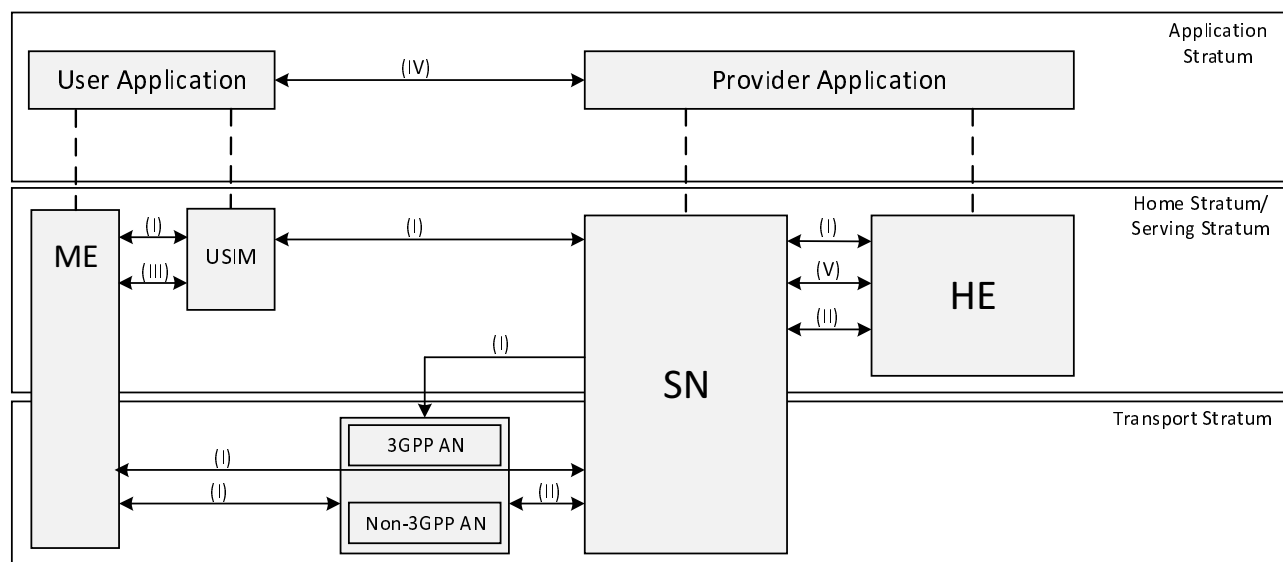 Application
Stratum
User Application
(IV)
Provider Application
Home Stratum/
Serving Stratum
ME
(I)
(III)
USIM
(I)
(I)
(V)
(II)
HE
(I)
SN
Transport Stratum
3GPP AN
(I)
(I)
(II)
Non-3GPP AN